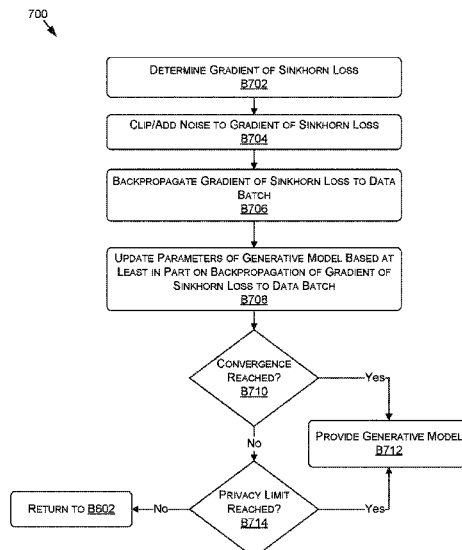 700
DETERMINE GRADIENT OF SINKHORN LOSS
B702
CLIP/ADD NOISE TO GRADIENT OF SINKHORN LOSS
B704
BACKPROPAGATE GRADIENT OF SINKHORN LOSS TO DATA
BATCH
B706
UPDATE PARAMETERS OF GENERATIVE MODEL BASED AT
LEAST IN PART ON BACKPROPAGATION OF GRADIENT OF
SINKHORN LOSS TO DATA BATCH
B708
CONVERGENCE
REACHED?
B710
Yes
No
PROVIDE GENERATIVE MODEL
B712
PRIVACY LIMIT
REACHED?
B714
Yes
No
RETURN TO B602